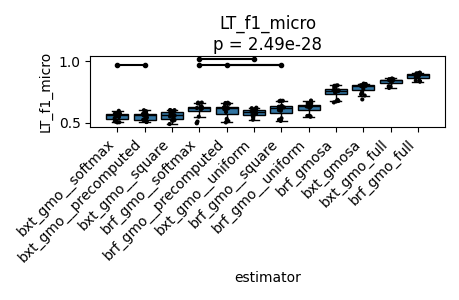 LT_f1_micro
p = 2.49e-28
LT_f1_micro
1.0
0.5
bxt_gmo__softmax
bxt_gmo__precomputed
bxt_gmo__square
brf_gmo__softmax
brf_gmo__precomputed
bxt_gmo__uniform
brf_gmo__square
brf_gmo__uniform
brf_gmosa
bxt_gmosa
bxt_gmo_full
brf_gmo_full
estimator